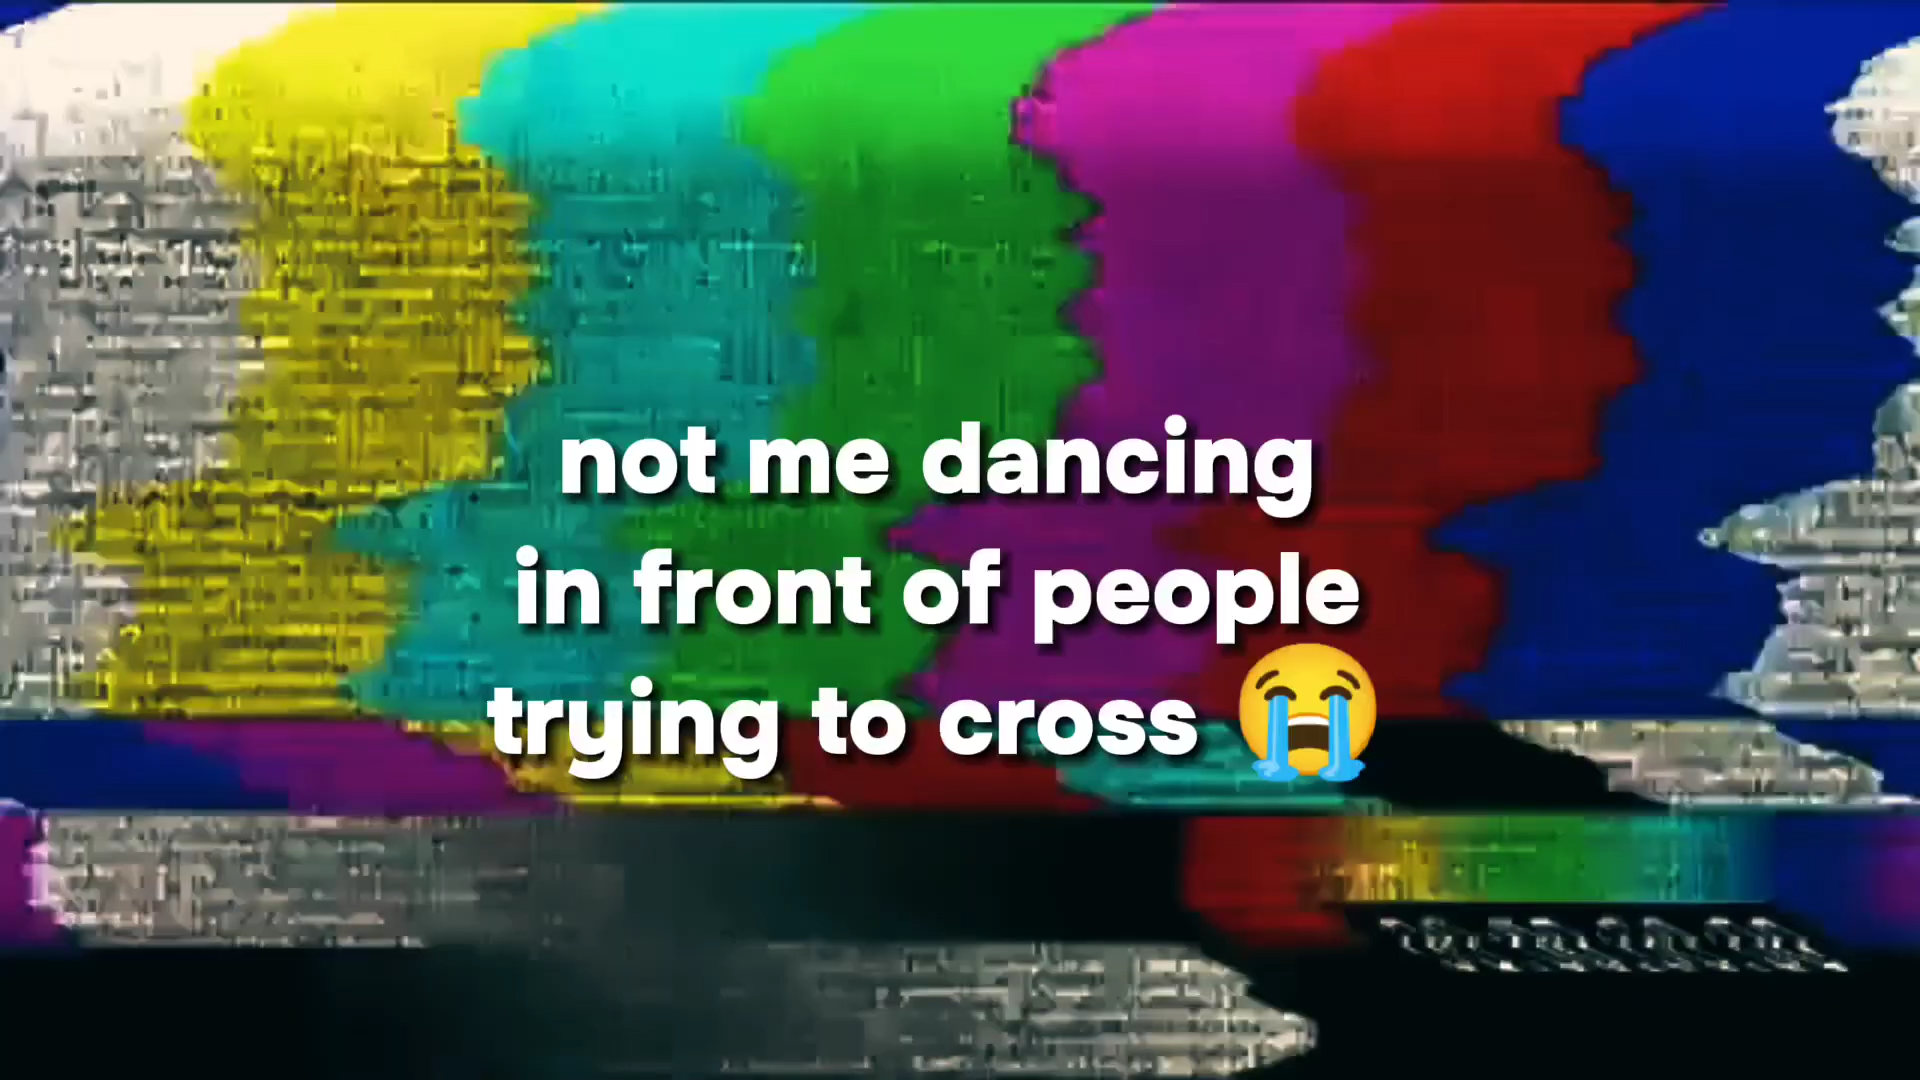 not me dancing
in front of people
trying to cross 😭